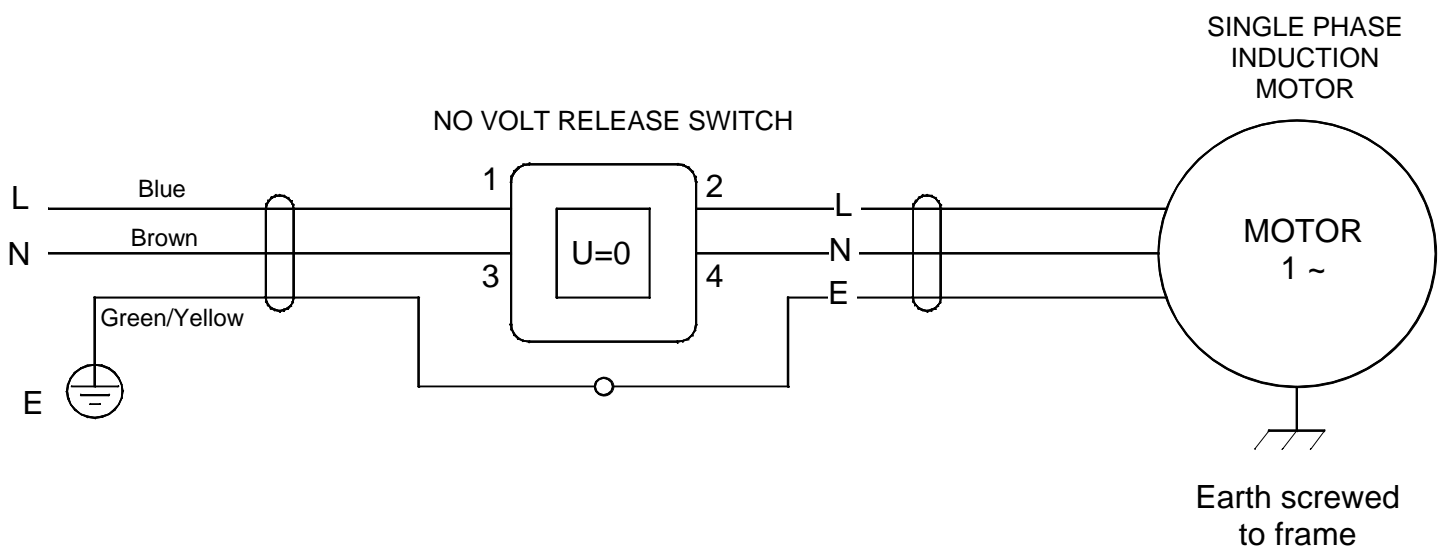 SINGLE PHASE
INDUCTION
MOTOR
NO VOLT RELEASE SWITCH
L
Blue
1
2
L
N
Brown
3
U=0
4
N
MOTOR
1 ~
E
Green/Yellow
E
Earth screwed
to frame